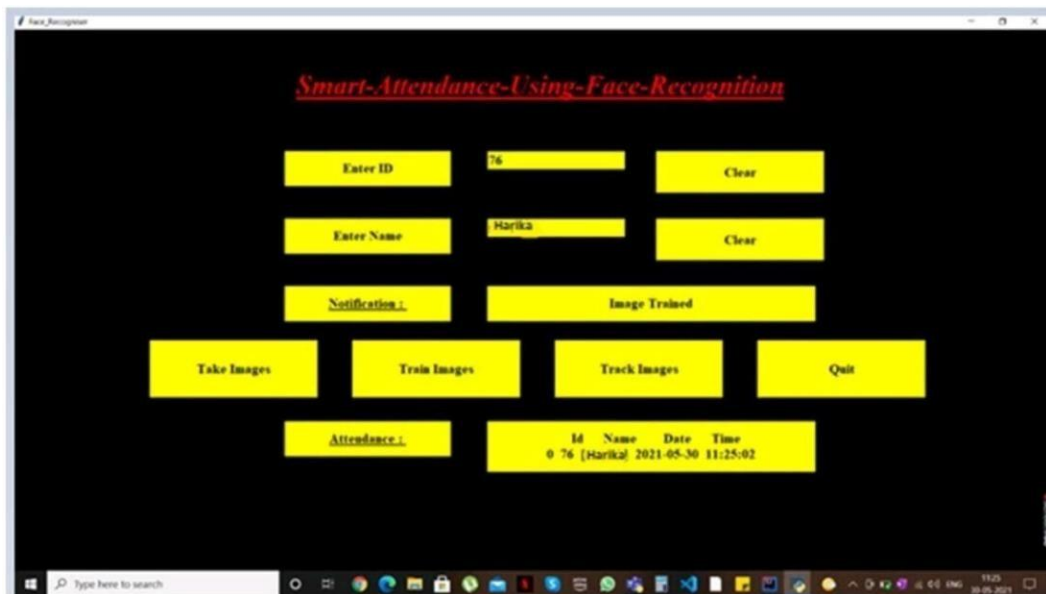 Face_Recogniser
Smart-Attendance-Using-Face-Recognition
Enter ID
76
Clear
Enter Name
Harika
Clear
Notification :
Image Trained
Take Images
Train Images
Track Images
Quit
Attendance :
Id Name Date Time
0 76 [Harika] 2021-05-30 11:25:02
Type here to search
ENG
11:25
30-05-2021